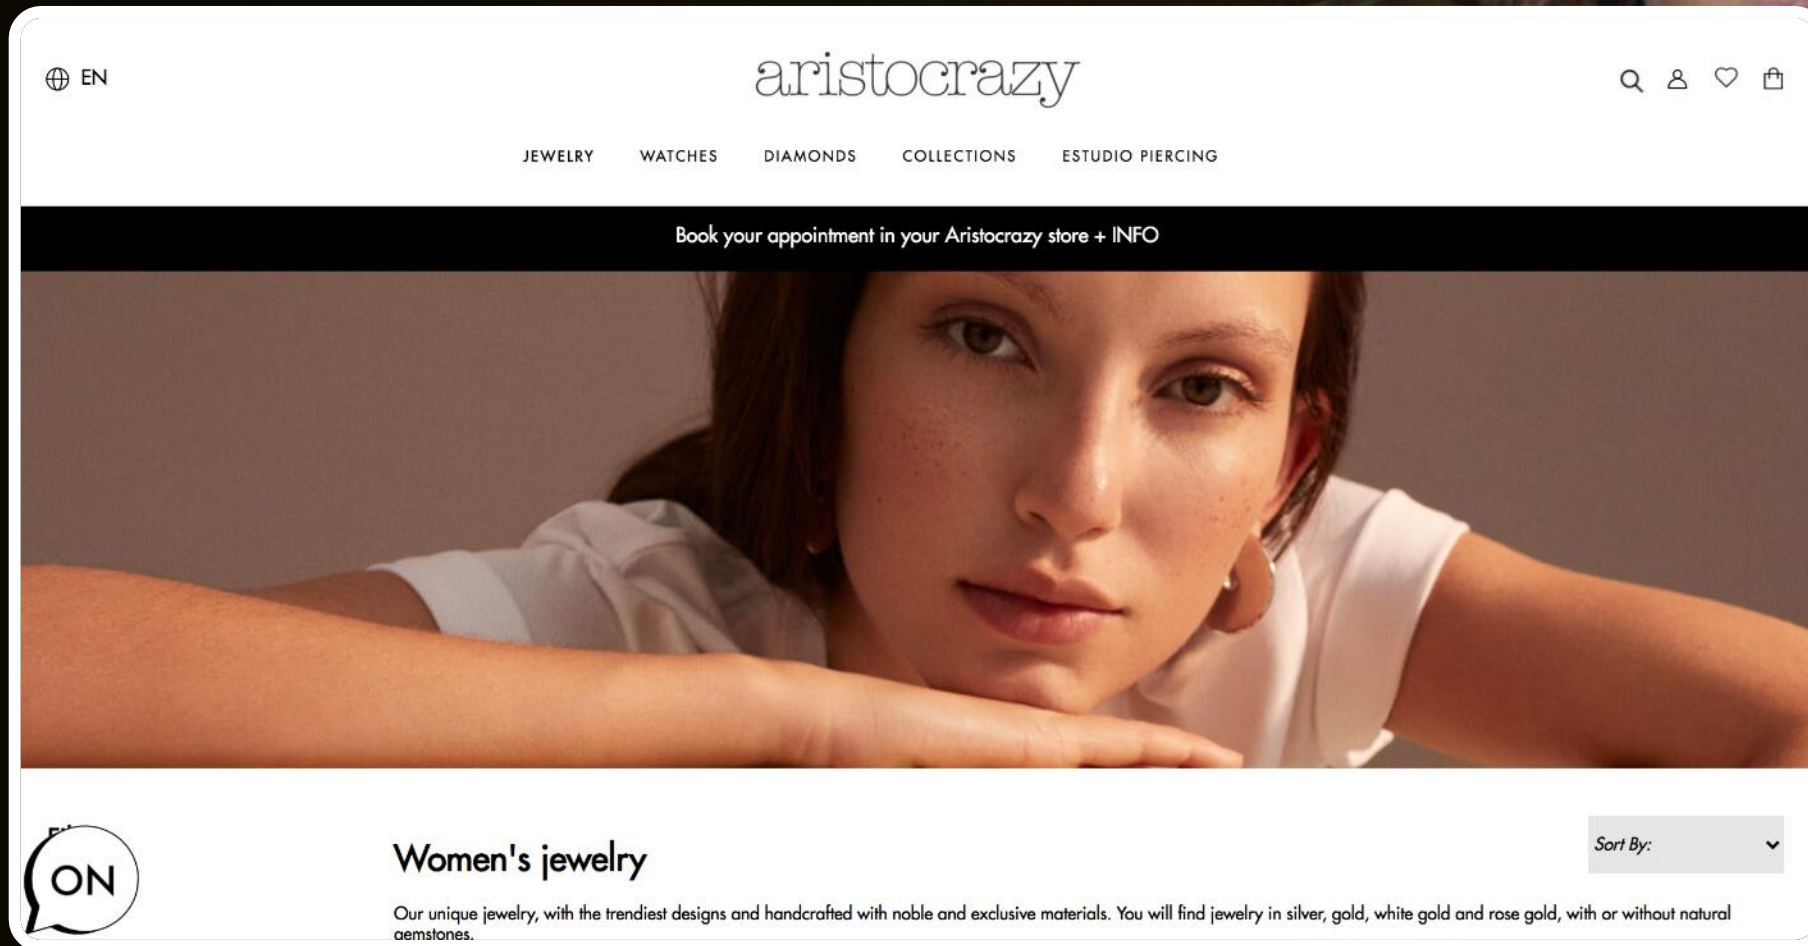 EN
aristocrazy
JEWELRY WATCHES DIAMONDS COLLECTIONS ESTUDIO PIERCING
Book your appointment in your Aristocrazy store + INFO
Women's jewelry
Sort By:
ON
Our unique jewelry, with the trendiest designs and handcrafted with noble and exclusive materials. You will find jewelry in silver, gold, white gold and rose gold, with or without natural
gemstones.